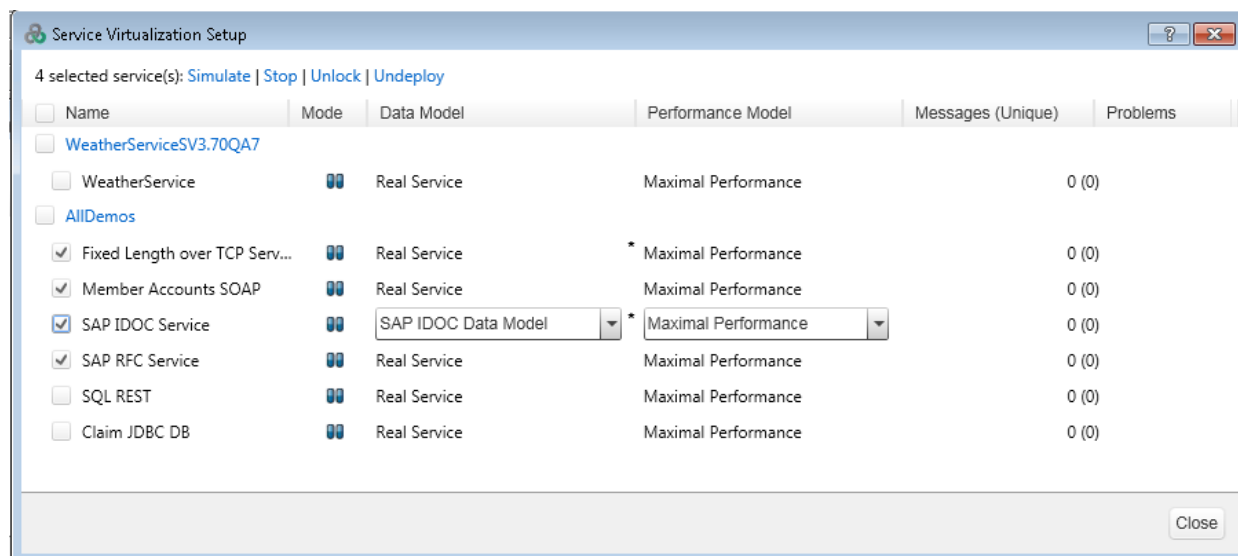 Service Virtualization Setup ?
4 selected service(s): Simulate | Stop | Unlock | Undeploy
Name Mode Data Model Performance Model Messages (Unique) Problems
WeatherServiceSV3.70QA7
WeatherService Real Service Maximal Performance 0 (0)
AllDemos
Fixed Length over TCP Serv... Real Service * Maximal Performance 0 (0)
Member Accounts SOAP Real Service Maximal Performance 0 (0)
SAP IDOC Service SAP IDOC Data Model * Maximal Performance 0 (0)
SAP RFC Service Real Service Maximal Performance 0 (0)
SQL REST Real Service Maximal Performance 0 (0)
Claim JDBC DB Real Service Maximal Performance 0 (0)
Close